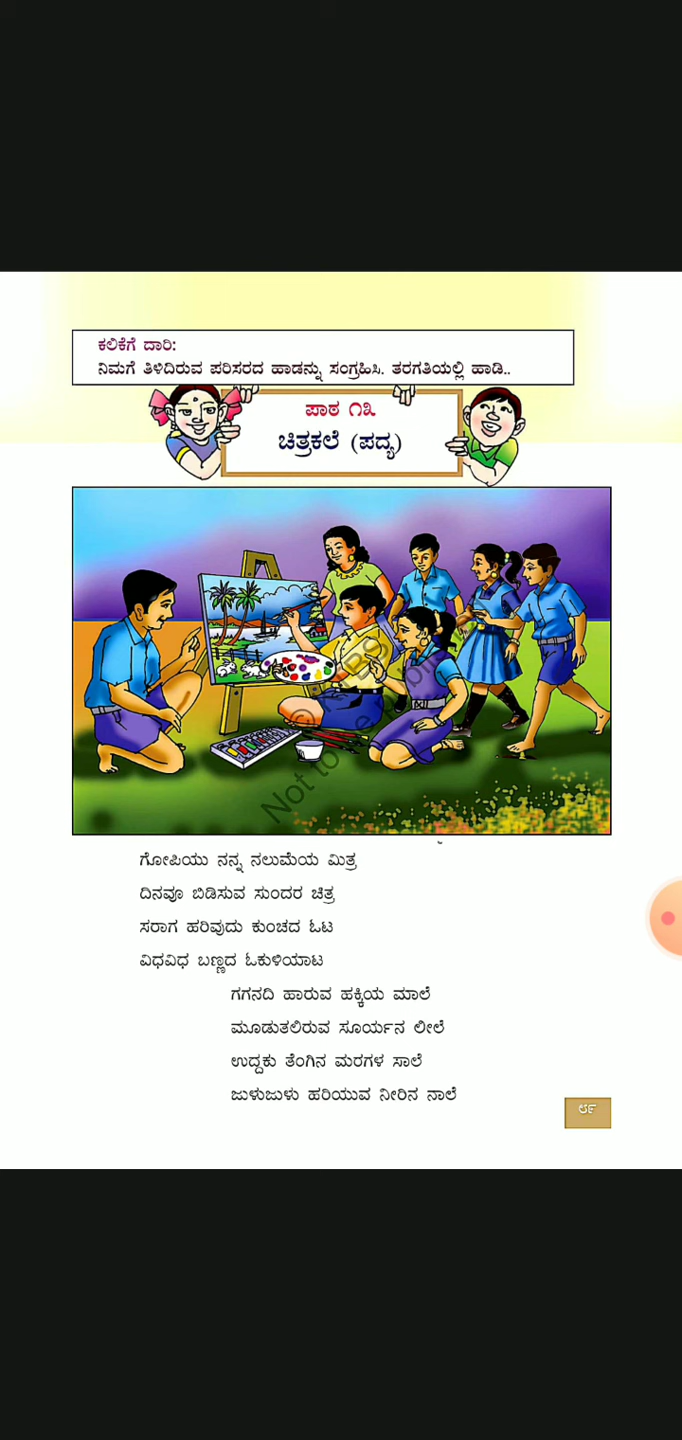 ಕಲಿಕೆಗೆ ದಾರಿ:
ನಿಮಗೆ ತಿಳಿದಿರುವ ಪರಿಸರದ ಹಾಡನ್ನು ಸಂಗ್ರಹಿಸಿ. ತರಗತಿಯಲ್ಲಿ ಹಾಡಿ..
ಪಾಠ ೧೩
ಚಿತ್ರಕಲೆ (ಪದ್ಯ)
ಗೋಪಿಯು ನನ್ನ ನಲುಮೆಯ ಮಿತ್ರ
ದಿನವೂ ಬಿಡಿಸುವ ಸುಂದರ ಚಿತ್ರ
ಸರಾಗ ಹರಿವುದು ಕುಂಚದ ಓಟ
ವಿಧವಿಧ ಬಣ್ಣದ ಓಕುಳಿಯಾಟ
ಗಗನದಿ ಹಾರುವ ಹಕ್ಕಿಯ ಮಾಲೆ
ಮೂಡುತಲಿರುವ ಸೂರ್ಯನ ಲೀಲೆ
ಉದ್ದಕು ತೆಂಗಿನ ಮರಗಳ ಸಾಲೆ
ಜುಳುಜುಳು ಹರಿಯುವ ನೀರಿನ ನಾಲೆ
೮೯